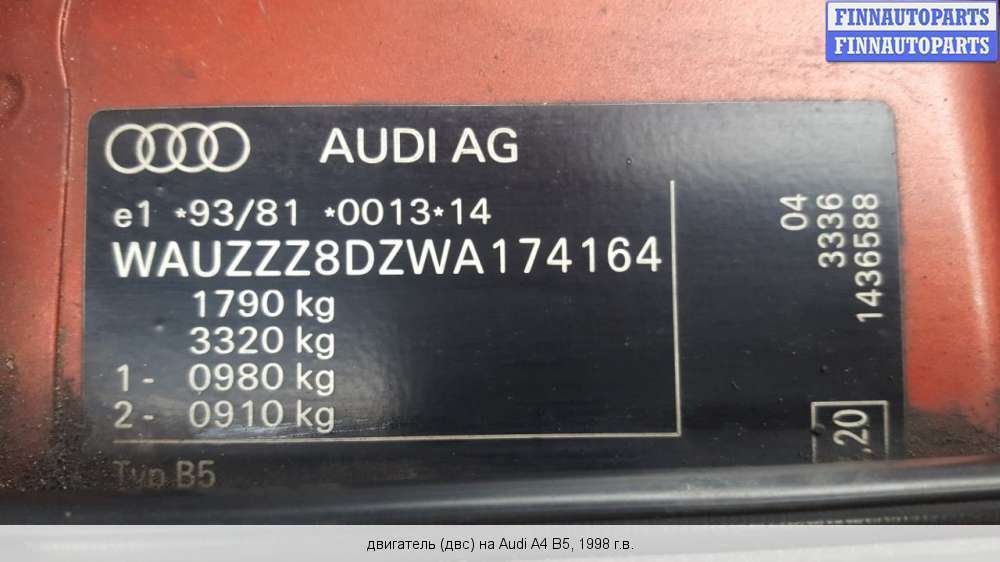 FINNAUTOPARTS
FINNAUTOPARTS
AUDI AG
e1 *93/81 *0013*14
WAUZZZ8DZWA174164
1790 kg
3320 kg
1- 0980 kg
2- 0910 kg
Typ B5
04
3336
1436588
,20
двигатель (двс) на Audi A4 B5, 1998 г.в.